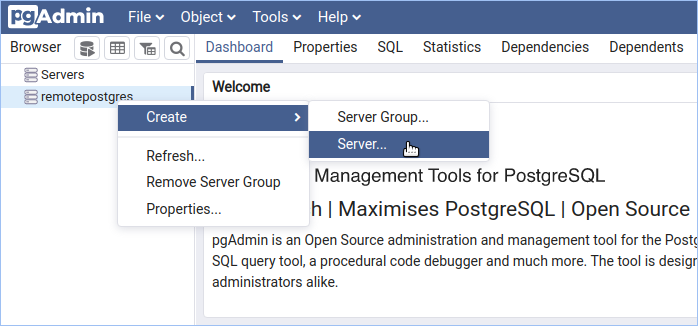 pgAdmin File Object Tools Help
Browser Dashboard Properties SQL Statistics Dependencies Dependents
Servers
remotepostgres
Welcome
Create
Refresh...
Remove Server Group
Properties...
Server Group...
Server...
Management Tools for PostgreSQL
h | Maximises PostgreSQL | Open Source
pgAdmin is an Open Source administration and management tool for the Postg
SQL query tool, a procedural code debugger and much more. The tool is design
administrators alike.